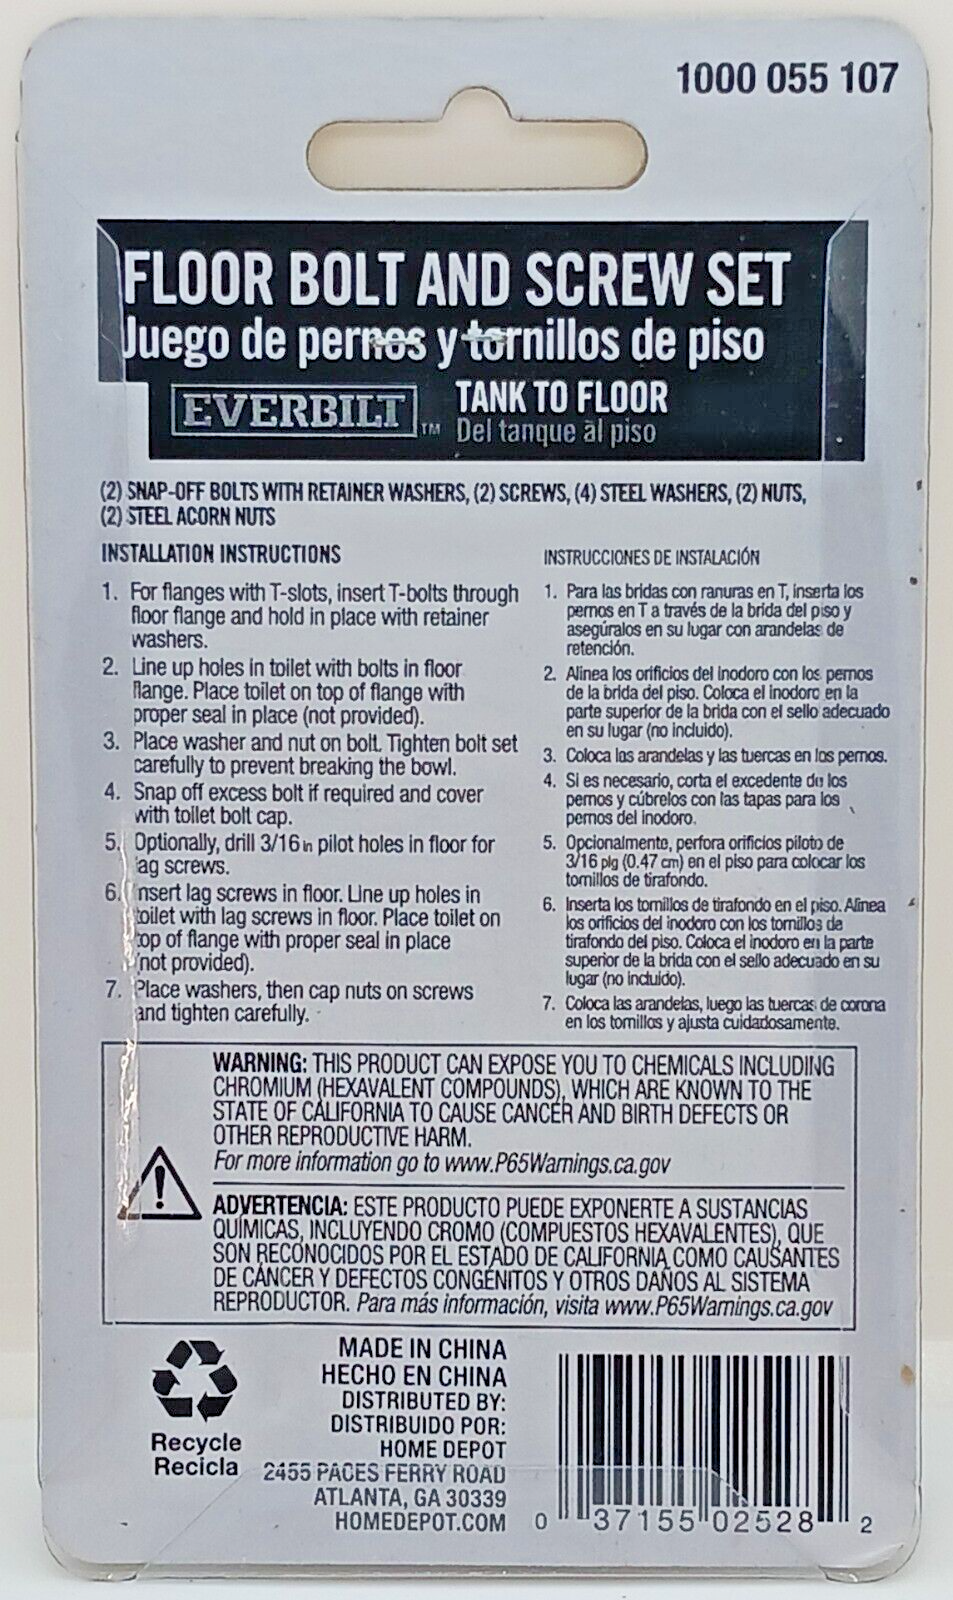 1000 055 107
FLOOR BOLT AND SCREW SET
Juego de pernos y tornillos de piso
EVERBILT™
TANK TO FLOOR
Del tanque al piso
(2) SNAP-OFF BOLTS WITH RETAINER WASHERS, (2) SCREWS, (4) STEEL WASHERS, (2) NUTS,
(2) STEEL ACORN NUTS
INSTALLATION INSTRUCTIONS
1. For flanges with T-slots, insert T-bolts through
floor flange and hold in place with retainer
washers.
2. Line up holes in toilet with bolts in floor
flange. Place toilet on top of flange with
proper seal in place (not provided).
3. Place washer and nut on bolt. Tighten bolt set
carefully to prevent breaking the bowl.
4. Snap off excess bolt if required and cover
with toilet bolt cap.
5. Optionally, drill 3/16 in pilot holes in floor for
lag screws.
6. Insert lag screws in floor. Line up holes in
toilet with lag screws in floor. Place toilet on
top of flange with proper seal in place
(not provided).
7. Place washers, then cap nuts on screws
and tighten carefully.
INSTRUCCIONES DE INSTALACIÓN
1. Para las bridas con ranuras en T, inserta los
pernos en T a través de la brida del piso y
asegúralos en su lugar con arandelas de
retención.
2. Alinea los orificios del inodoro con los pernos
de la brida del piso. Coloca el inodoro en la
parte superior de la brida con el sello adecuado
en su lugar (no incluido).
3. Coloca las arandelas y las tuercas en los pernos.
4. Si es necesario, corta el excedente de los
pernos y cúbrelos con las tapas para los
pernos del inodoro.
5. Opcionalmente, perfora orificios piloto de
3/16 plg (0.47 cm) en el piso para colocar los
tornillos de tirafondo.
6. Inserta los tornillos de tirafondo en el piso. Alinea
los orificios del inodoro con los tornillos de
tirafondo del piso. Coloca el inodoro en la parte
superior de la brida con el sello adecuado en su
lugar (no incluido).
7. Coloca las arandelas, luego las tuercas de corona
en los tornillos y ajusta cuidadosamente.
WARNING: THIS PRODUCT CAN EXPOSE YOU TO CHEMICALS INCLUDING
CHROMIUM (HEXAVALENT COMPOUNDS), WHICH ARE KNOWN TO THE
STATE OF CALIFORNIA TO CAUSE CANCER AND BIRTH DEFECTS OR
OTHER REPRODUCTIVE HARM.
For more information go to www.P65Warnings.ca.gov
ADVERTENCIA: ESTE PRODUCTO PUEDE EXPONERTE A SUSTANCIAS
QUÍMICAS, INCLUYENDO CROMO (COMPUESTOS HEXAVALENTES), QUE
SON RECONOCIDOS POR EL ESTADO DE CALIFORNIA COMO CAUSANTES
DE CÁNCER Y DEFECTOS CONGÉNITOS Y OTROS DAÑOS AL SISTEMA
REPRODUCTOR. Para más información, visita www.P65Warnings.ca.gov
Recycle
Recicla
MADE IN CHINA
HECHO EN CHINA
DISTRIBUTED BY:
DISTRIBUIDO POR:
HOME DEPOT
2455 PACES FERRY ROAD
ATLANTA, GA 30339
HOMEDEPOT.COM
0 37155 02528 2